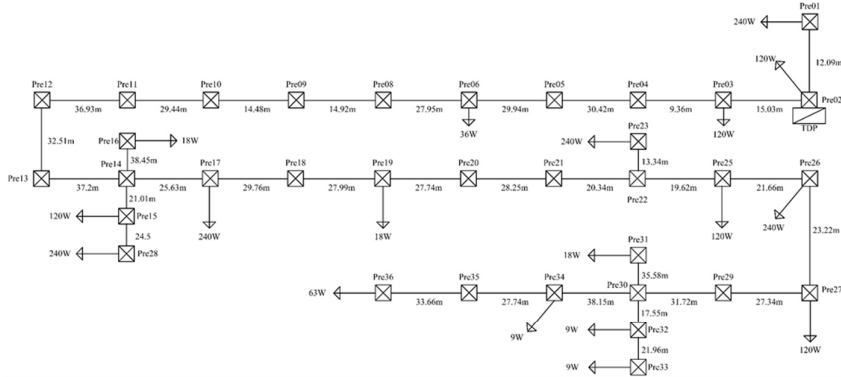 Pre01
240W
12.09m
120W
Pre12 Pre11 Pre10 Pre09 Pre08 Pre06 Pre05 Pre04 Pre03 Pre02
36.93m 29.44m 14.48m 14.92m 27.95m 29.94m 30.42m 9.36m 15.03m
TDP
36W 120W
32.51m
Pre16 18W
38.45m
Pre23
240W
13.34m
Pre13 Pre14 Pre17 Pre18 Pre19 Pre20 Pre21 Pre22 Pre25 Pre26
37.2m 25.63m 29.76m 27.99m 27.74m 28.25m 20.34m 19.62m 21.66m
21.01m
120W Pre15
240W 18W 120W 240W
23.22m
24.5
240W Pre28
Pre31
18W
35.58m
Pre36 Pre35 Pre34 Pre30 Pre29 Pre27
63W
33.66m 27.74m 38.15m 31.72m 27.34m
17.55m
9W 9W Pre32
120W
21.96m
9W Pre33